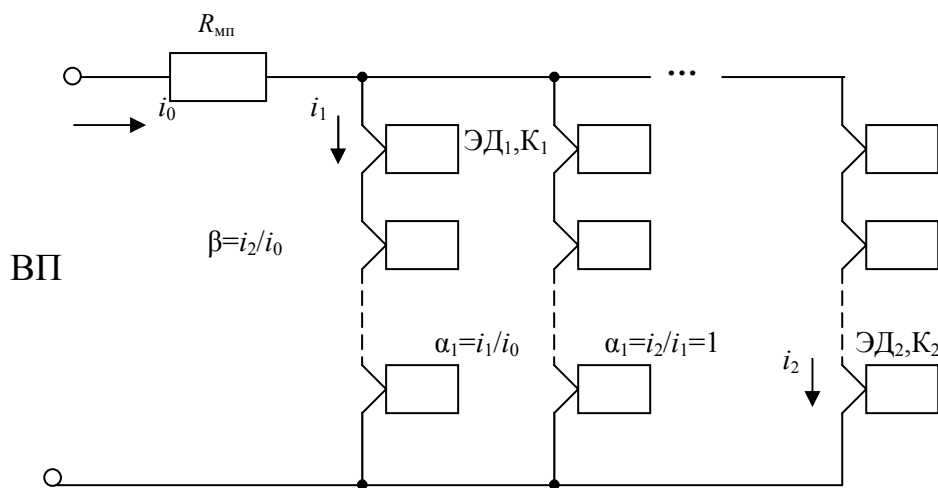 Rмп
...
i0
i1
ЭД1,К1
β=i2/i0
ВП
α1=i1/i0
α1=i2/i1=1
i2
ЭД2,К2